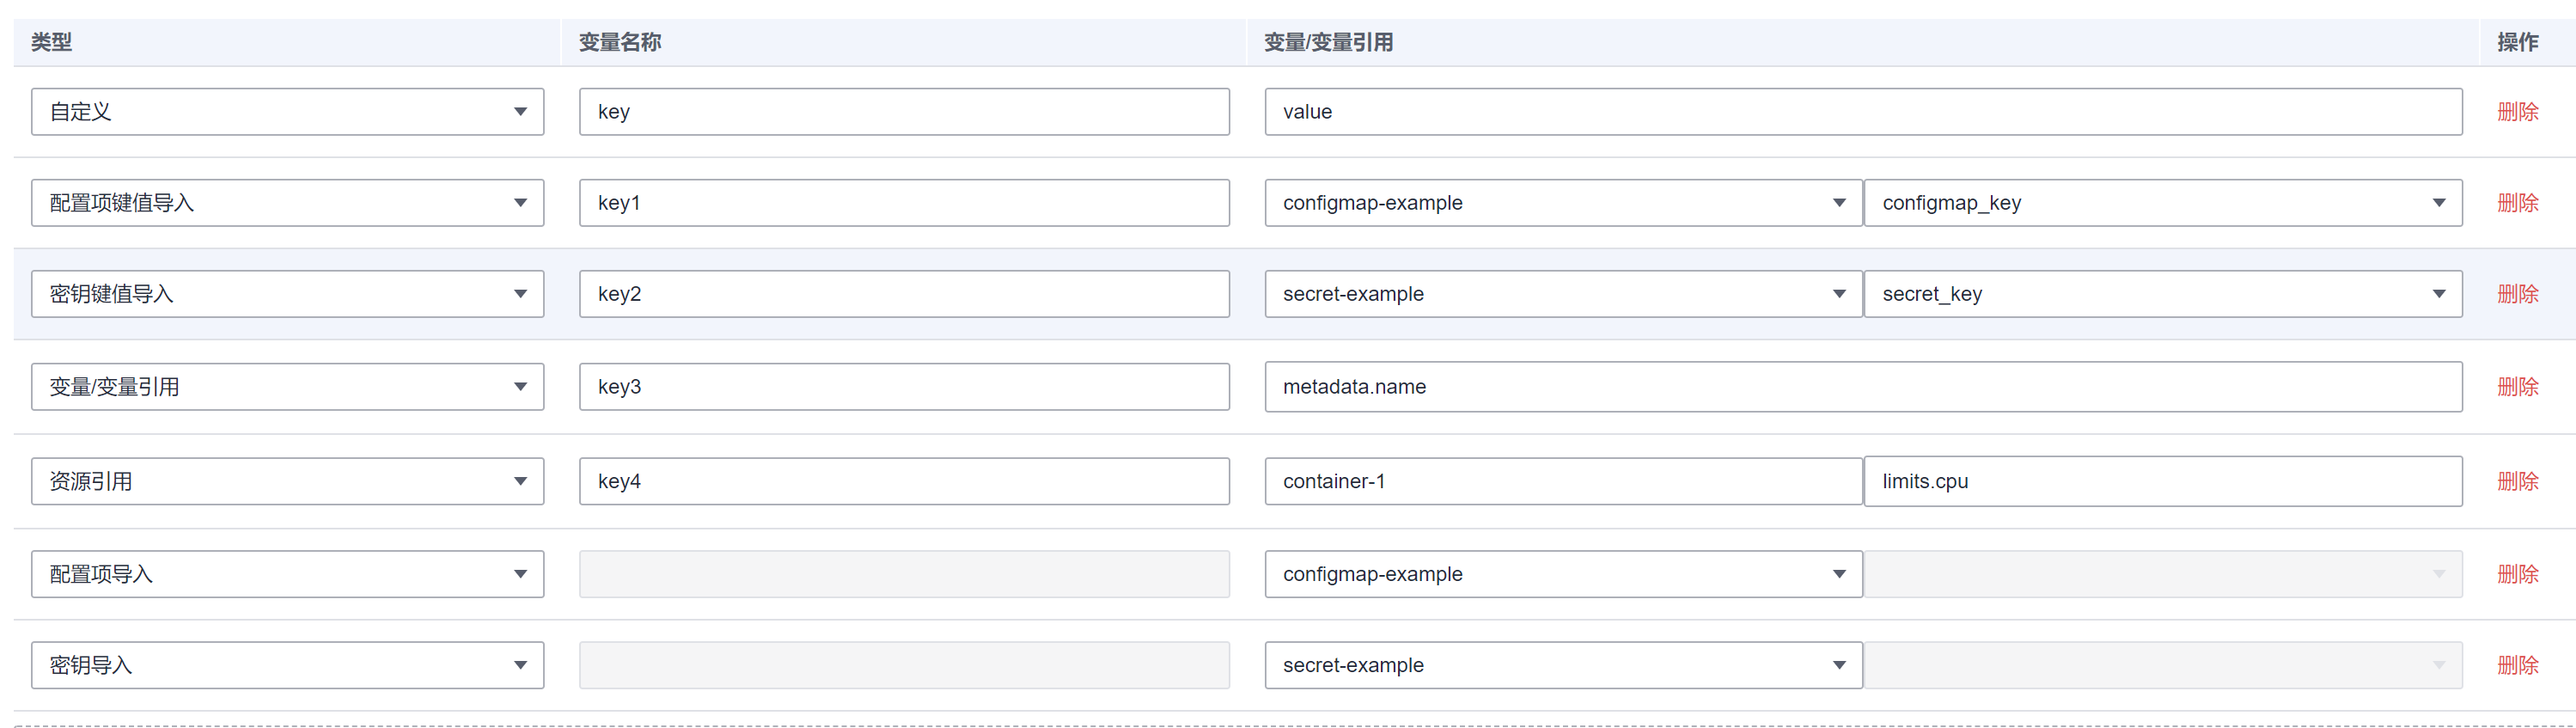 类型 变量名称 变量/变量引用 操作
自定义 key value 删除
配置项键值导入 key1 configmap-example configmap_key 删除
密钥键值导入 key2 secret-example secret_key 删除
变量/变量引用 key3 metadata.name 删除
资源引用 key4 container-1 limits.cpu 删除
配置项导入 configmap-example 删除
密钥导入 secret-example 删除